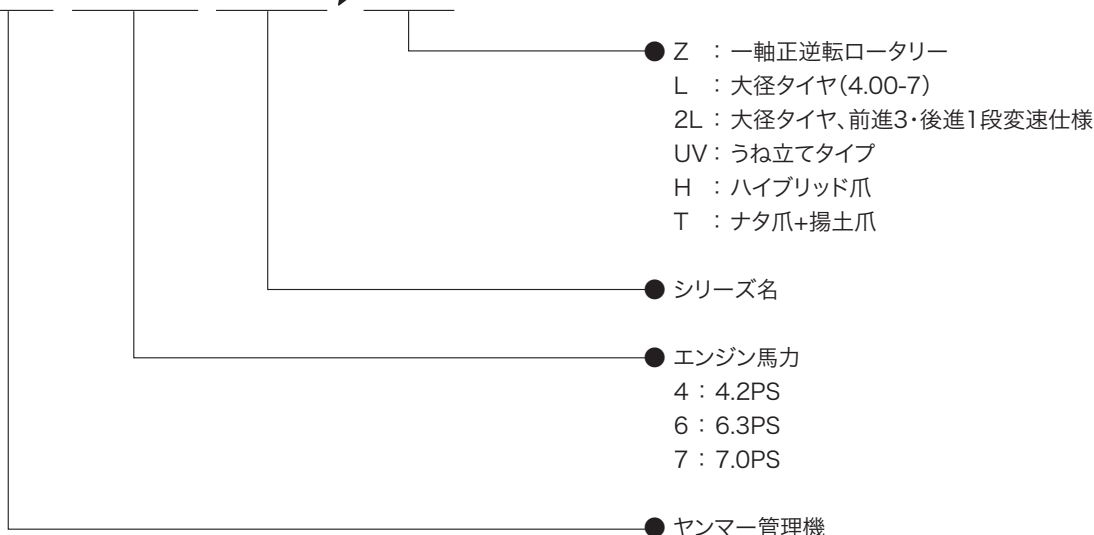 ● Z ：一軸正逆転ロータリー
L ：大径タイヤ（4.00-7）
2L：大径タイヤ、前進3・後進1段変速仕様
UV：うね立てタイプ
H ：ハイブリッド爪
T ：ナタ爪+揚土爪
● シリーズ名
● エンジン馬力
4：4.2PS
6：6.3PS
7：7.0PS
● ヤンマー管理機